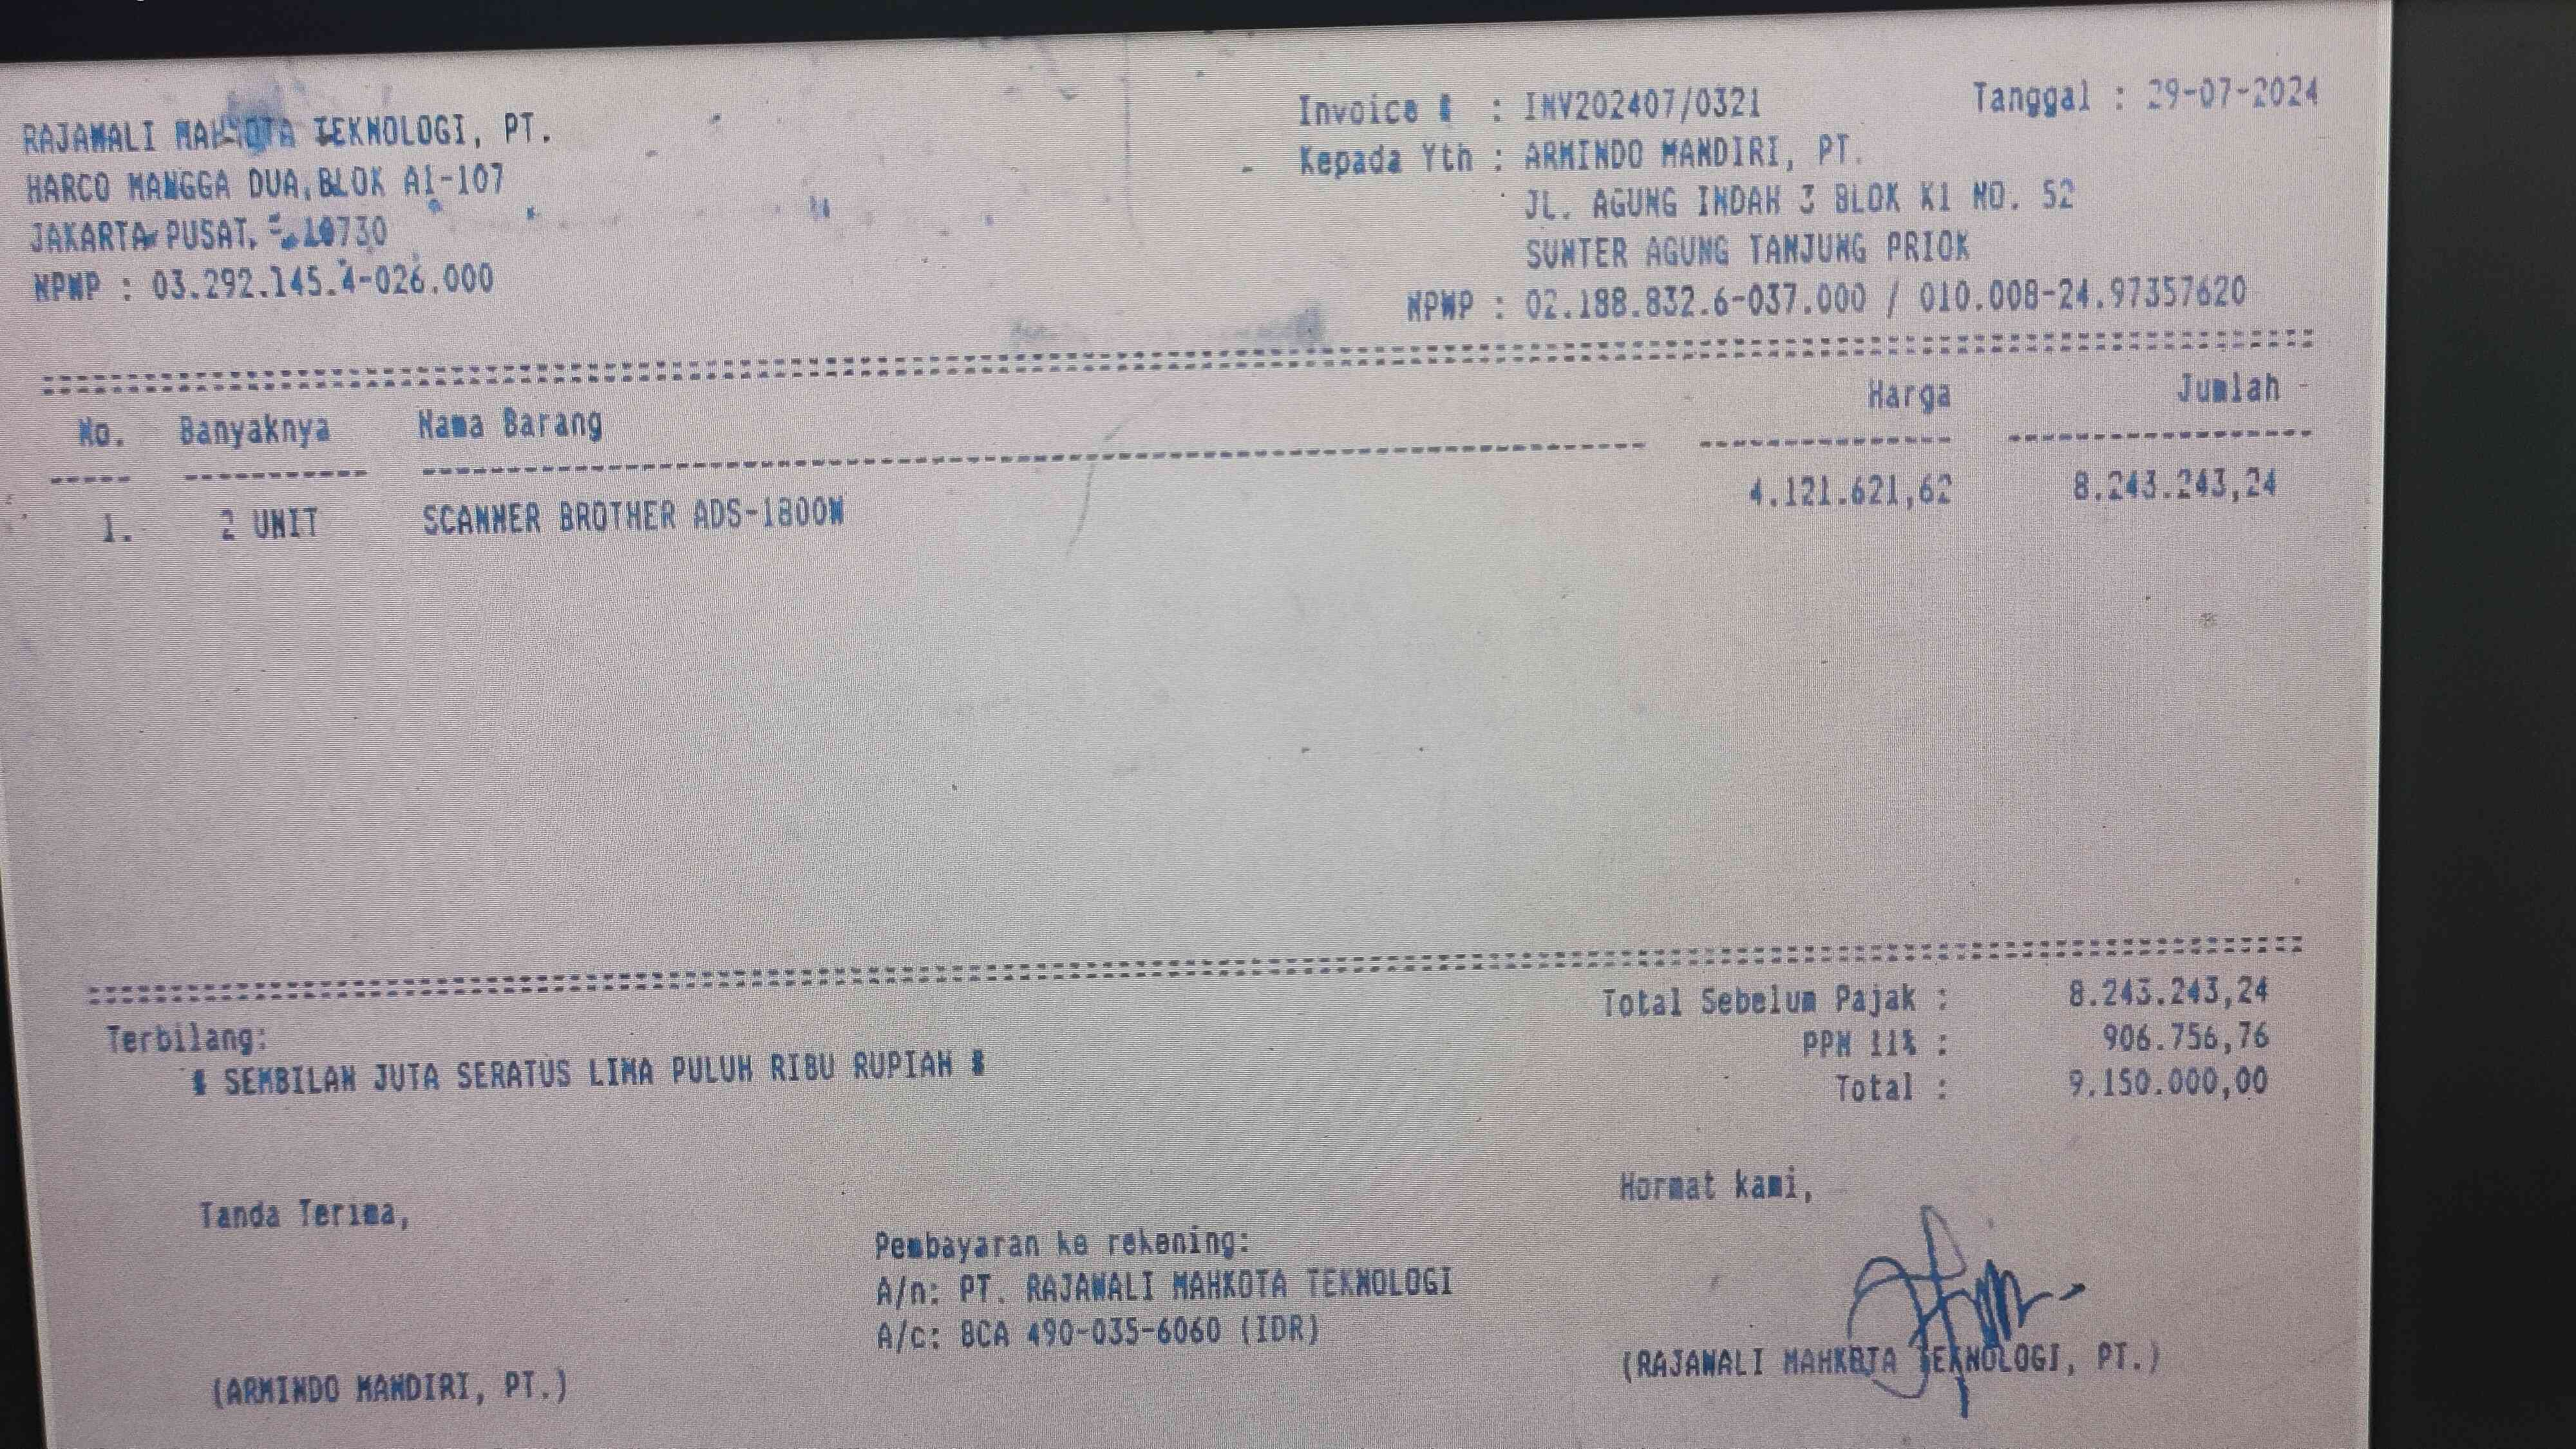 RAJAWALI MAHKOTA TEKNOLOGI, PT.
HARCO MANGGA DUA, BLOK A1-107
JAKARTA PUSAT, - 10730
NPWP : 03.292.145.4-026.000
Invoice # : INV202407/0321 Tanggal : 29-07-2024
Kepada Yth : ARMINDO MANDIRI, PT.
JL. AGUNG INDAH 3 BLOK K1 NO. 52
SUNTER AGUNG TANJUNG PRIOK
NPWP : 02.188.832.6-037.000 / 010.008-24.97357620
No. Banyaknya Nama Barang Harga Jumlah
1. 2 UNIT SCANNER BROTHER ADS-1800W 4.121.621,62 8.243.243,24
Total Sebelum Pajak : 8.243.243,24
PPN 11% : 906.756,76
Total : 9.150.000,00
Terbilang:
# SEMBILAN JUTA SERATUS LIMA PULUH RIBU RUPIAH #
Tanda Terima,
(ARMINDO MANDIRI, PT.)
Pembayaran ke rekening:
A/n: PT. RAJAWALI MAHKOTA TEKNOLOGI
A/c: BCA 490-035-6060 (IDR)
Hormat kami,
(RAJAWALI MAHKOTA TEKNOLOGI, PT.)